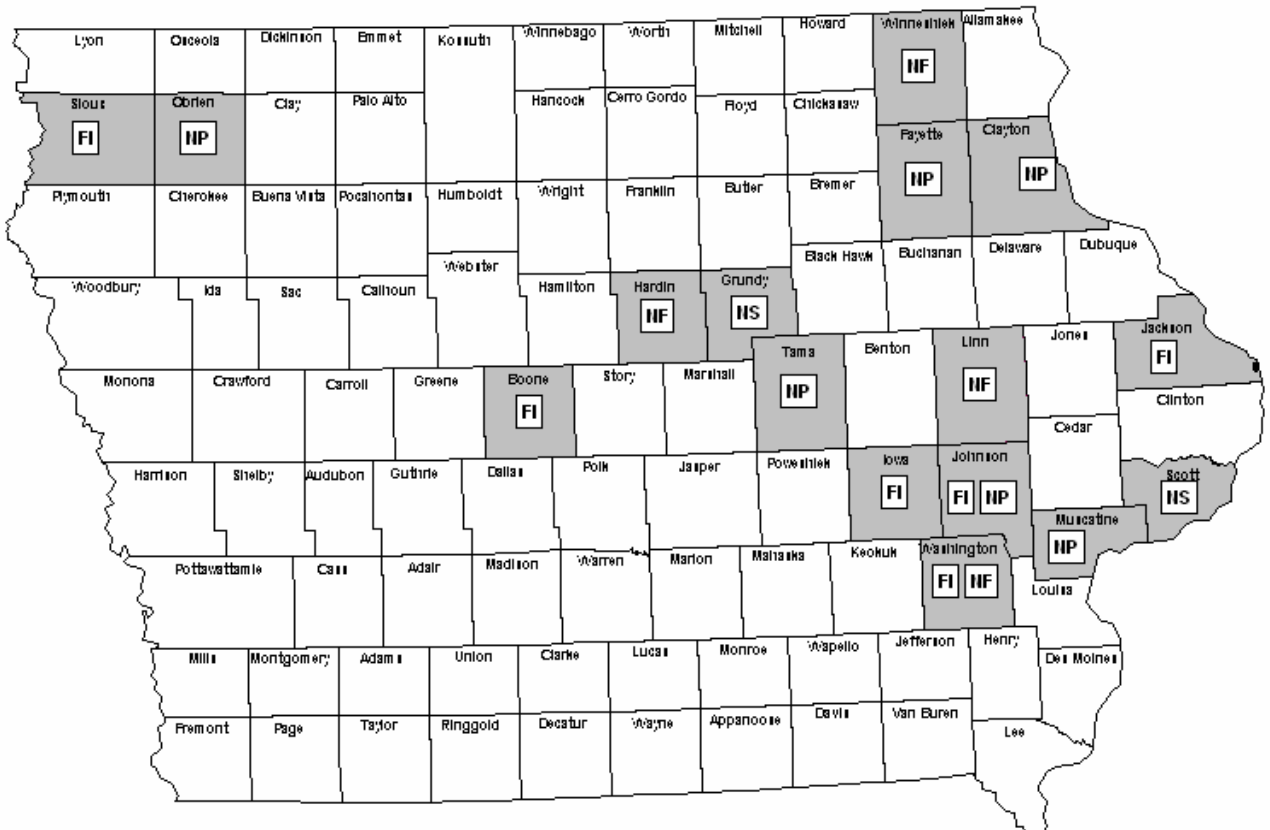 Lyon
Osceola
Dickinson
Emmet
Kossuth
Winnebago
Worth
Mitchell
Howard
Winneshiek
Allamakee
NF
Sioux
FI
Obrien
NP
Clay
Palo Alto
Hancock
Cerro Gordo
Floyd
Chickasaw
Fayette
NP
Clayton
NP
Plymouth
Cherokee
Buena Vista
Pocahontas
Humboldt
Wright
Franklin
Butler
Bremer
Black Hawk
Buchanan
Delaware
Dubuque
Woodbury
Ida
Sac
Calhoun
Webster
Hamilton
Hardin
NF
Grundy
NS
Tama
NP
Benton
Linn
NF
Jones
Jackson
FI
Monona
Crawford
Carroll
Greene
Boone
FI
Story
Marshall
Clinton
Cedar
Harrison
Shelby
Audubon
Guthrie
Dallas
Polk
Jasper
Poweshiek
Iowa
FI
Johnson
FI NP
Scott
NS
Muscatine
NP
Pottawattamie
Cass
Adair
Madison
Warren
Marion
Mahaska
Keokuk
Washington
FI NF
Louisa
Mills
Montgomery
Adams
Union
Clarke
Lucas
Monroe
Wapello
Jefferson
Henry
Des Moines
Fremont
Page
Taylor
Ringgold
Decatur
Wayne
Appanoose
Davis
Van Buren
Lee